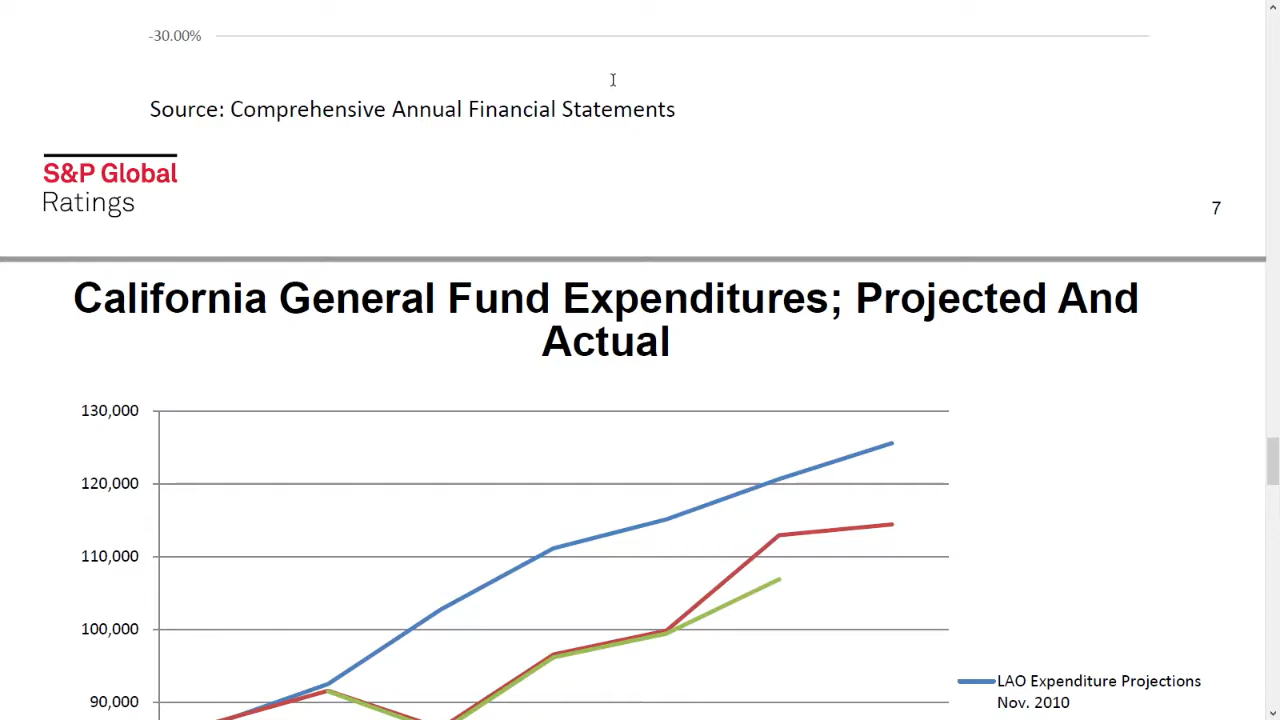 -30.00%
Source: Comprehensive Annual Financial Statements
S&P Global
Ratings
7
California General Fund Expenditures; Projected And
Actual
130,000
120,000
110,000
100,000
90,000
LAO Expenditure Projections
Nov. 2010